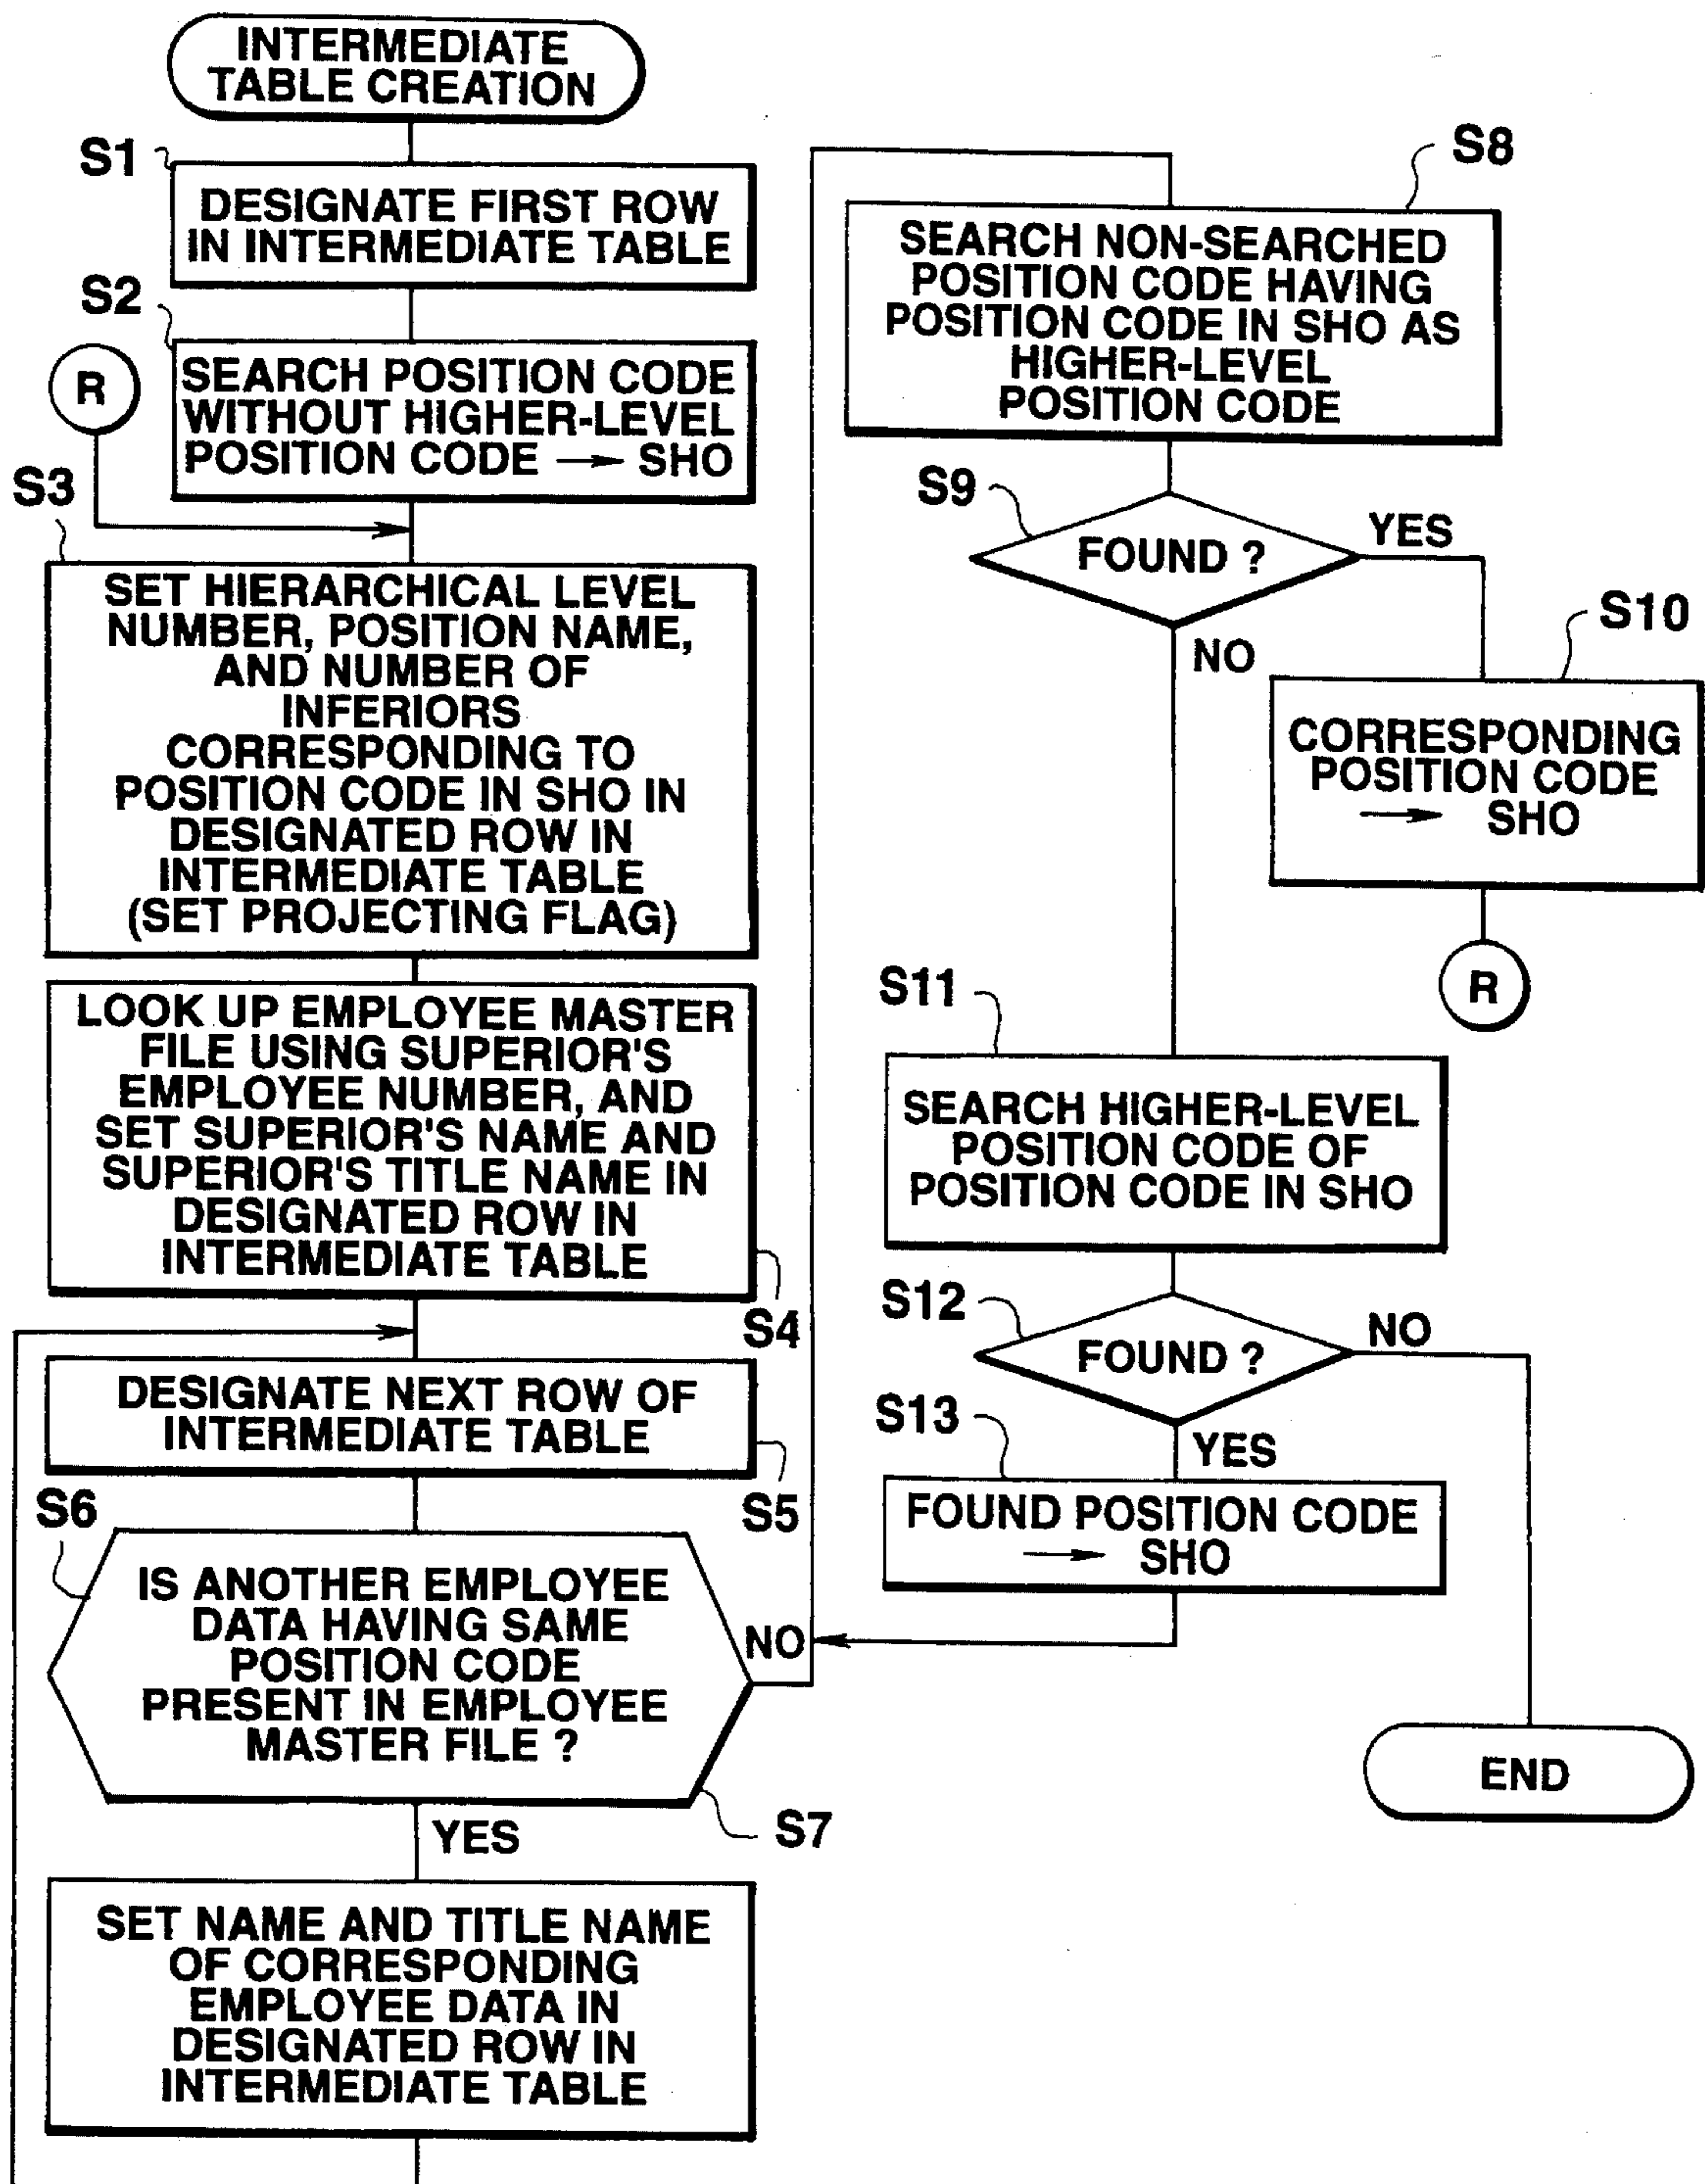 INTERMEDIATE
TABLE CREATION
S1
DESIGNATE FIRST ROW
IN INTERMEDIATE TABLE
S2
R
SEARCH POSITION CODE
WITHOUT HIGHER-LEVEL
POSITION CODE → SHO
S3
SET HIERARCHICAL LEVEL
NUMBER, POSITION NAME,
AND NUMBER OF
INFERIORS
CORRESPONDING TO
POSITION CODE IN SHO IN
DESIGNATED ROW IN
INTERMEDIATE TABLE
(SET PROJECTING FLAG)
LOOK UP EMPLOYEE MASTER
FILE USING SUPERIOR'S
EMPLOYEE NUMBER, AND
SET SUPERIOR'S NAME AND
SUPERIOR'S TITLE NAME IN
DESIGNATED ROW IN
INTERMEDIATE TABLE
S4
DESIGNATE NEXT ROW OF
INTERMEDIATE TABLE
S5
S6
IS ANOTHER EMPLOYEE
DATA HAVING SAME
POSITION CODE
PRESENT IN EMPLOYEE
MASTER FILE ?
NO
S7
YES
SET NAME AND TITLE NAME
OF CORRESPONDING
EMPLOYEE DATA IN
DESIGNATED ROW IN
INTERMEDIATE TABLE
S8
SEARCH NON-SEARCHED
POSITION CODE HAVING
POSITION CODE IN SHO AS
HIGHER-LEVEL
POSITION CODE
S9
FOUND ?
YES
NO
S10
CORRESPONDING
POSITION CODE
→ SHO
R
S11
SEARCH HIGHER-LEVEL
POSITION CODE OF
POSITION CODE IN SHO
S12
FOUND ?
NO
S13
YES
FOUND POSITION CODE
→ SHO
END